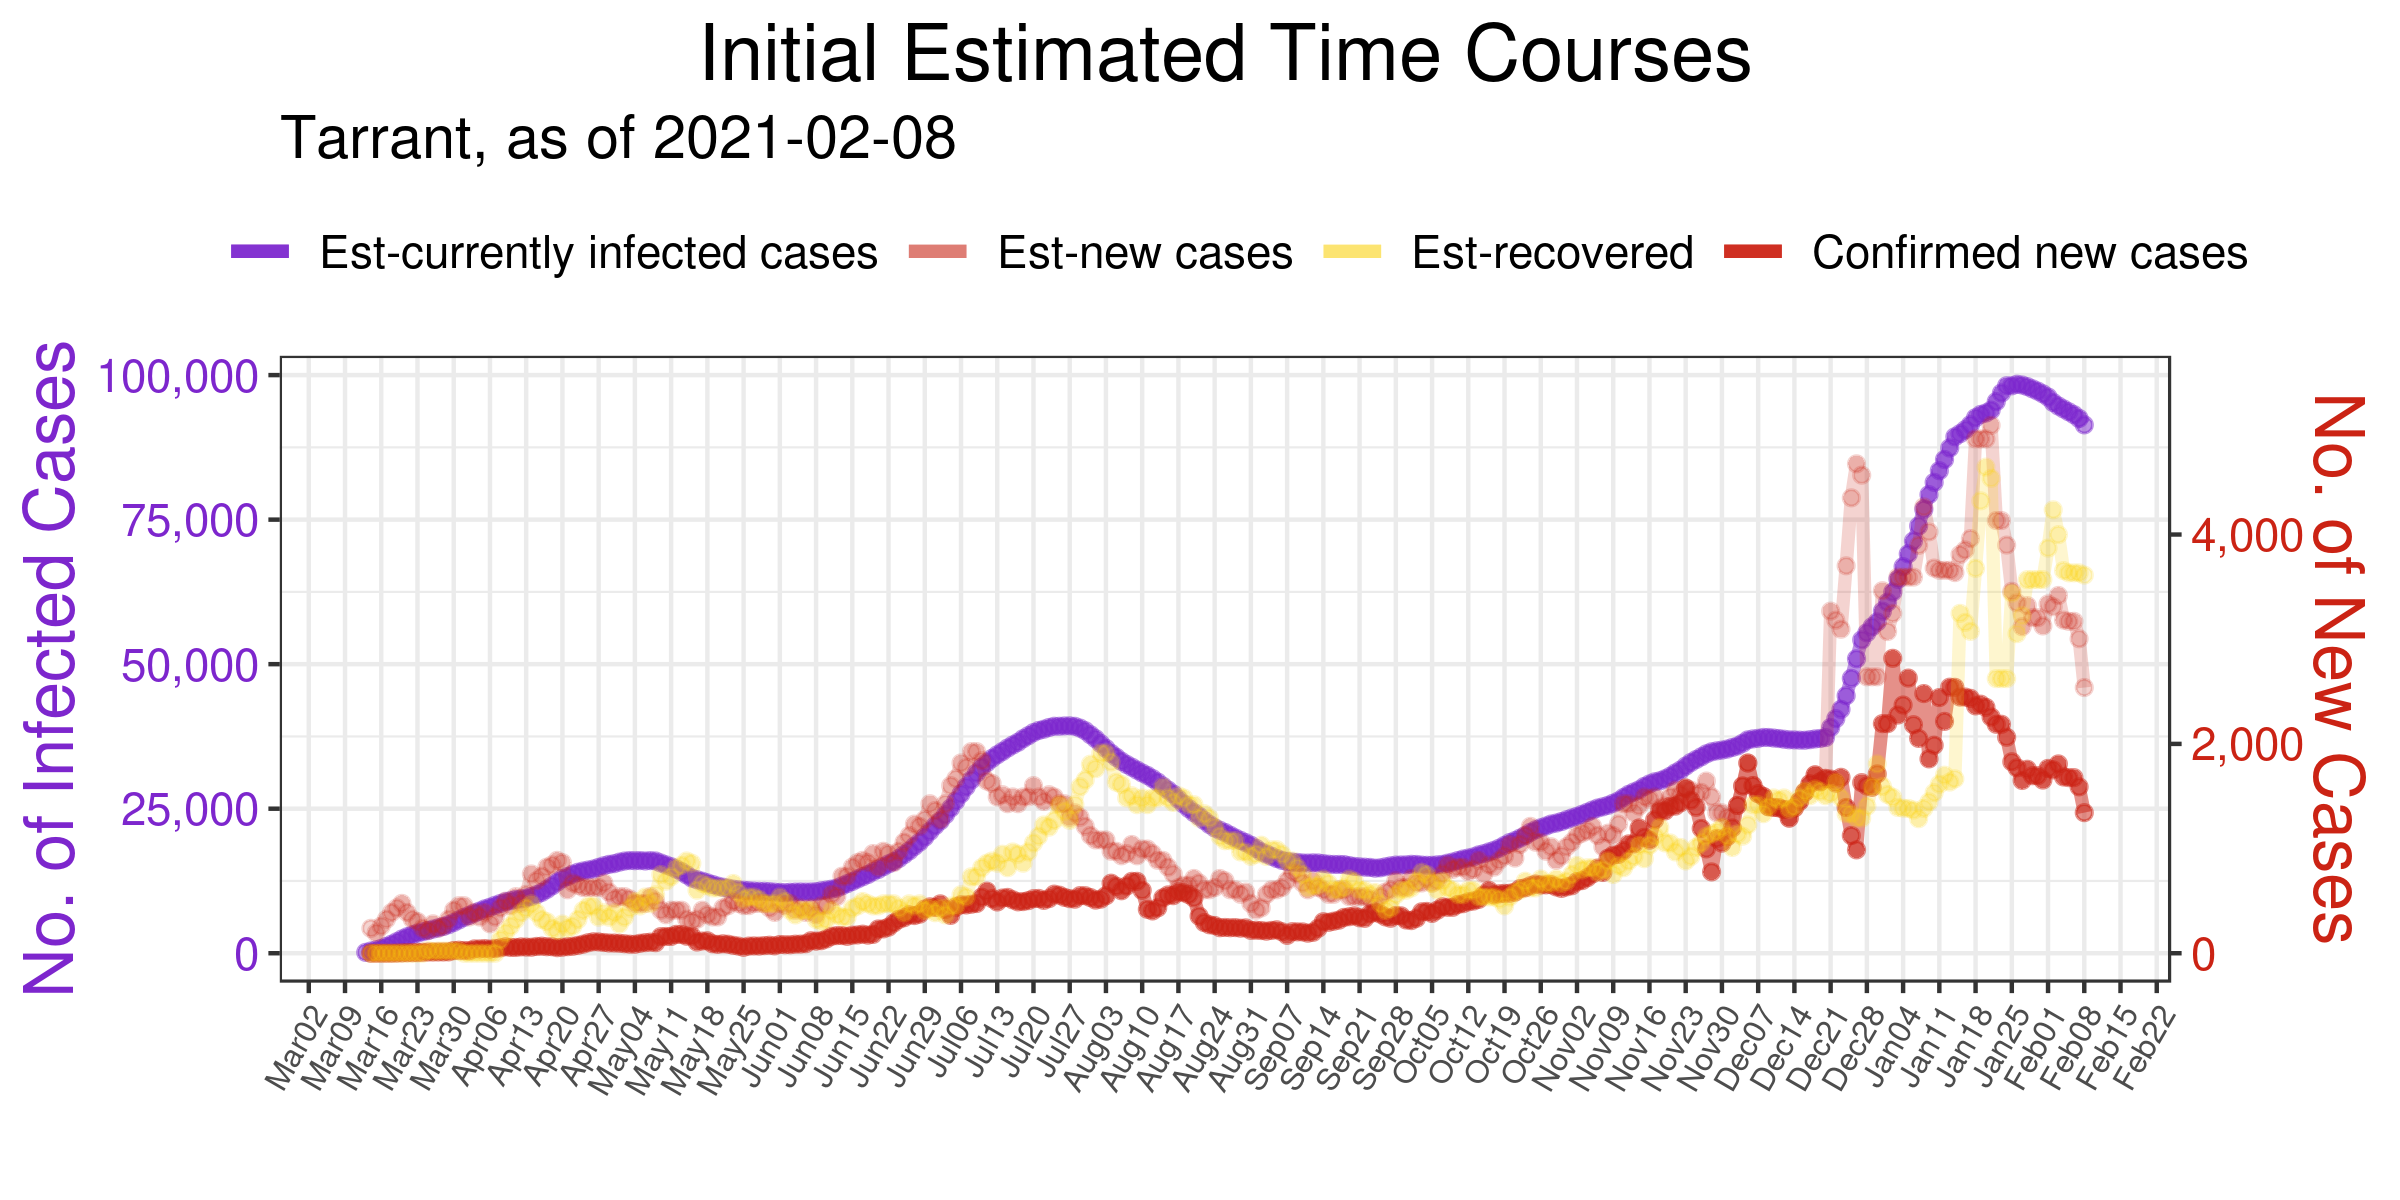 Initial Estimated Time Courses
Tarrant, as of 2021-02-08
Est-currently infected cases Est-new cases Est-recovered Confirmed new cases
No. of Infected Cases
100,000
75,000
50,000
25,000
0
4,000
2,000
0
No. of New Cases
Mar02 Mar09 Mar16 Mar23 Mar30 Apr06 Apr13 Apr20 Apr27 May04 May11 May18 May25 Jun01 Jun08 Jun15 Jun22 Jun29 Jul06 Jul13 Jul20 Jul27 Aug03 Aug10 Aug17 Aug24 Aug31 Sep07 Sep14 Sep21 Sep28 Oct05 Oct12 Oct19 Oct26 Nov02 Nov09 Nov16 Nov23 Nov30 Dec07 Dec14 Dec21 Dec28 Jan04 Jan11 Jan18 Jan25 Feb01 Feb08 Feb15 Feb22